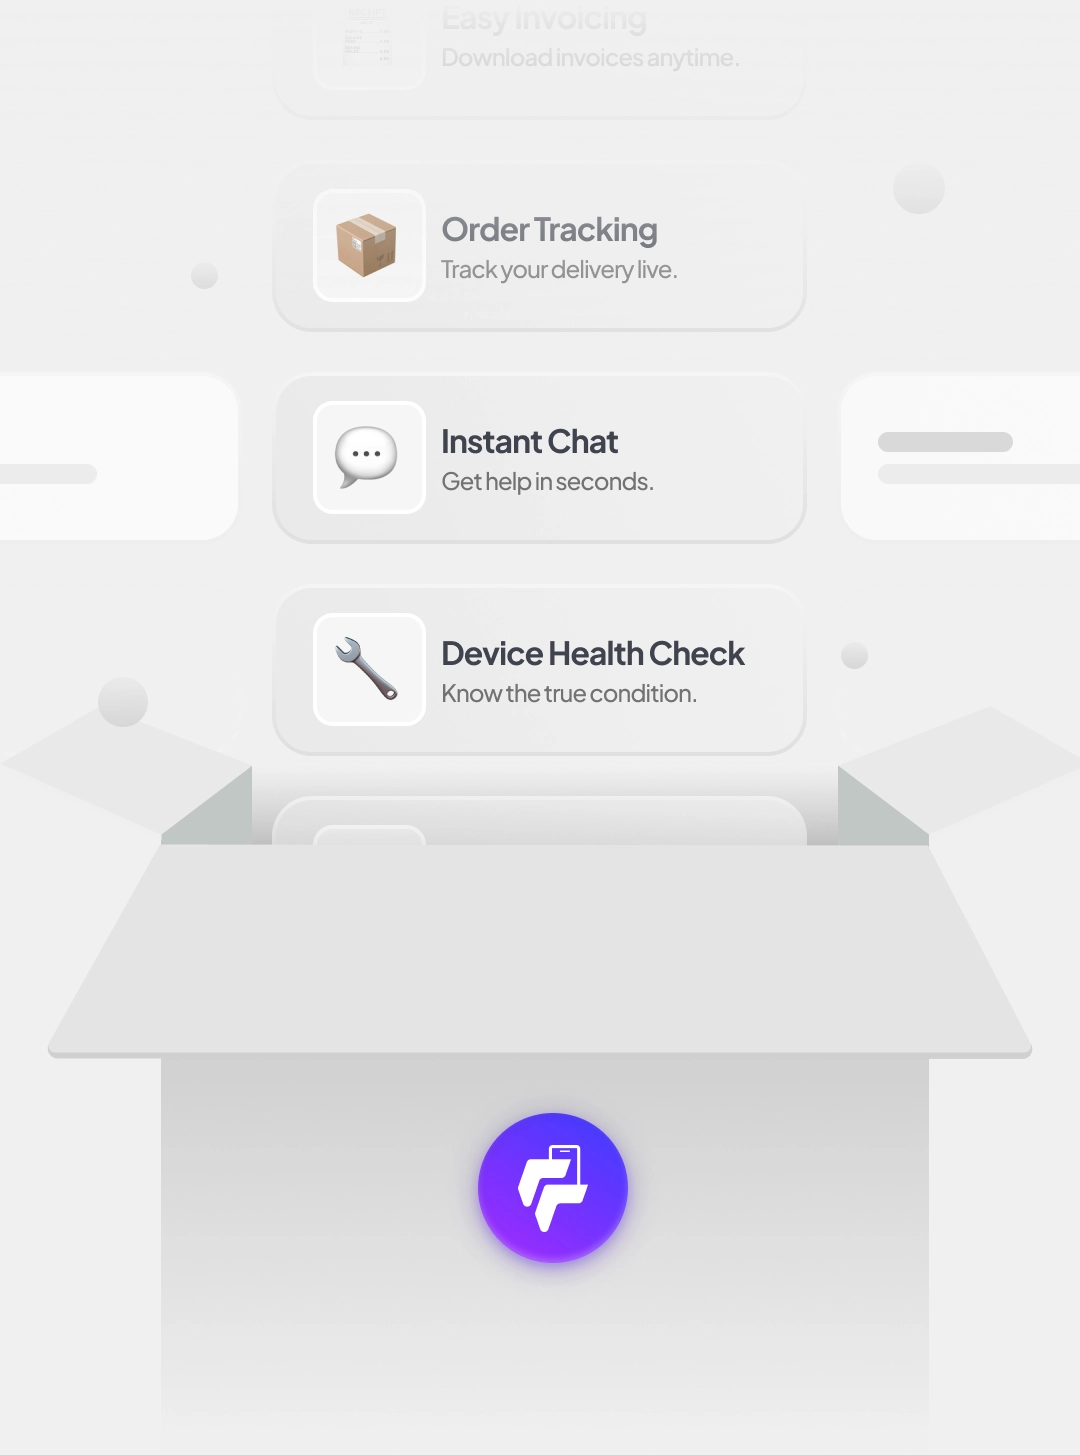 Easy Invoicing
Download invoices anytime.
Order Tracking
Track your delivery live.
Instant Chat
Get help in seconds.
Device Health Check
Know the true condition.